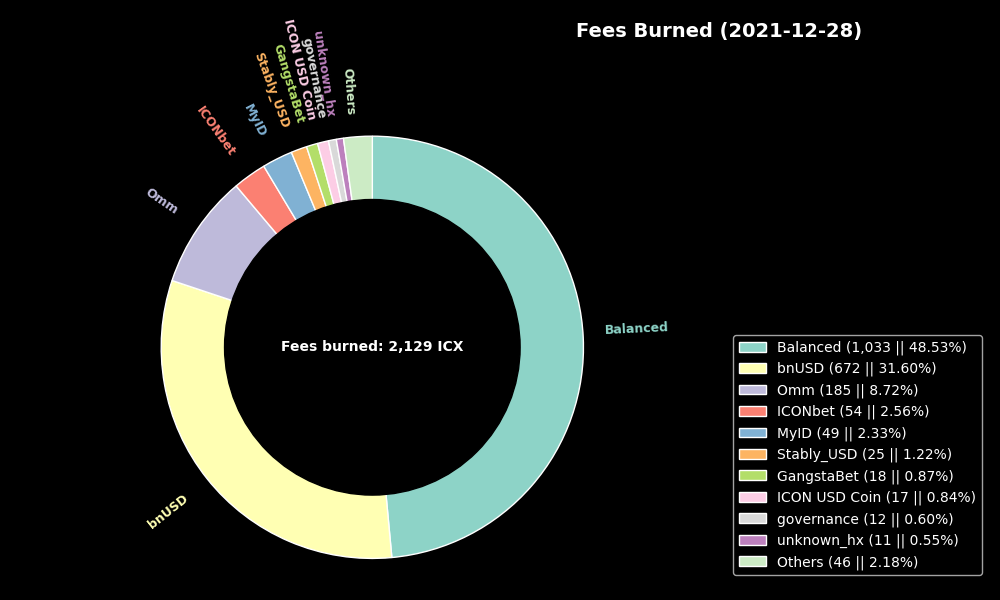 Fees Burned (2021-12-28)
unknown_hx
governance
ICON USD Coin
GangstaBet
Stably_USD
Others
MyID
ICONbet
Omm
Balanced
bnUSD
Fees burned: 2,129 ICX
Balanced (1,033 || 48.53%)
bnUSD (672 || 31.60%)
Omm (185 || 8.72%)
ICONbet (54 || 2.56%)
MyID (49 || 2.33%)
Stably_USD (25 || 1.22%)
GangstaBet (18 || 0.87%)
ICON USD Coin (17 || 0.84%)
governance (12 || 0.60%)
unknown_hx (11 || 0.55%)
Others (46 || 2.18%)